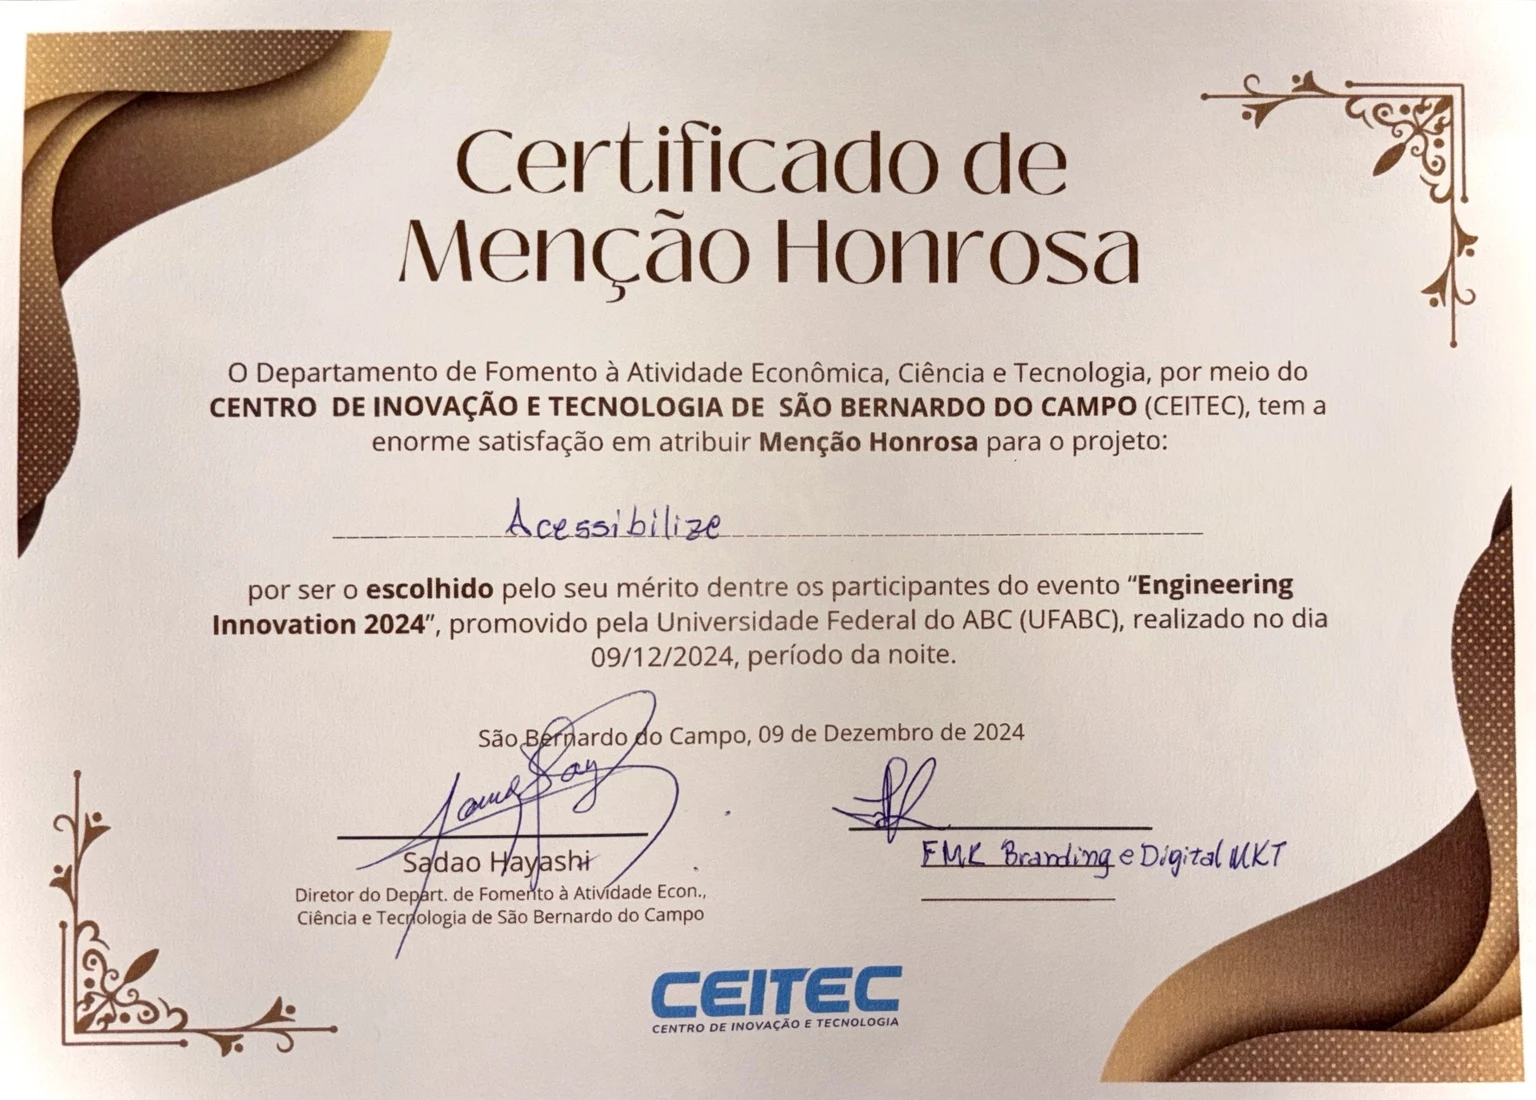 Certificado de
Menção Honrosa
O Departamento de Fomento à Atividade Econômica, Ciência e Tecnologia, por meio do
CENTRO DE INOVAÇÃO E TECNOLOGIA DE SÃO BERNARDO DO CAMPO (CEITEC), tem a
enorme satisfação em atribuir Menção Honrosa para o projeto:
Acessibilize
por ser o escolhido pelo seu mérito dentre os participantes do evento “Engineering
Innovation 2024”, promovido pela Universidade Federal do ABC (UFABC), realizado no dia
09/12/2024, período da noite.
São Bernardo do Campo, 09 de Dezembro de 2024
Sadao Hayashi
Diretor do Depart. de Fomento à Atividade Econ.,
Ciência e Tecnologia de São Bernardo do Campo
FMK Branding e Digital MKT
CEITEC
CENTRO DE INOVAÇÃO E TECNOLOGIA